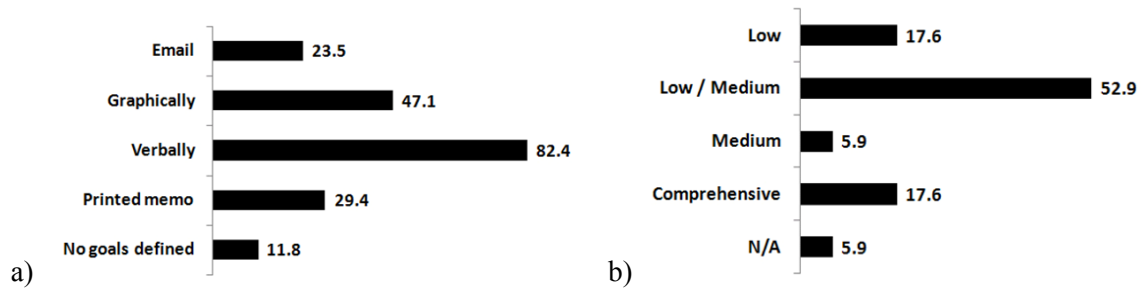 Email 23.5
Graphically 47.1
Verbally 82.4
Printed memo 29.4
No goals defined 11.8
a)
Low 17.6
Low / Medium 52.9
Medium 5.9
Comprehensive 17.6
N/A 5.9
b)